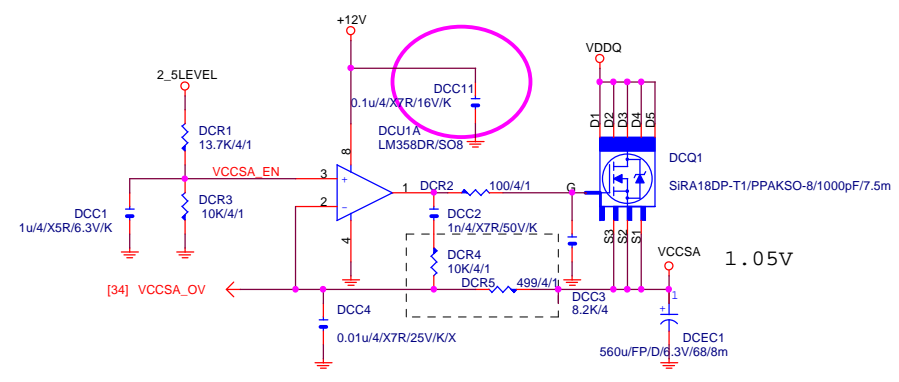 +12V
VDDQ
2_5LEVEL
DCC11
0.1u/4/X7R/16V/K
D1
D2
D3
D4
D5
DCR1
13.7K/4/1
DCU1A
LM358DR/SO8
8
DCQ1
VCCSA_EN
3
+
1
DCR2
100/4/1
G
SiRA18DP-T1/PPAKSO-8/1000pF/7.5m
DCR3
10K/4/1
2
−
DCC1
1u/4/X5R/6.3V/K
DCC2
1n/4/X7R/50V/K
4
S3
S2
S1
VCCSA
1.05V
DCR4
10K/4/1
[34] VCCSA_OV
DCR5
499/4/1
DCC3
8.2K/4
1
+
DCC4
0.01u/4/X7R/25V/K/X
DCEC1
560u/FP/D/6.3V/68/8m